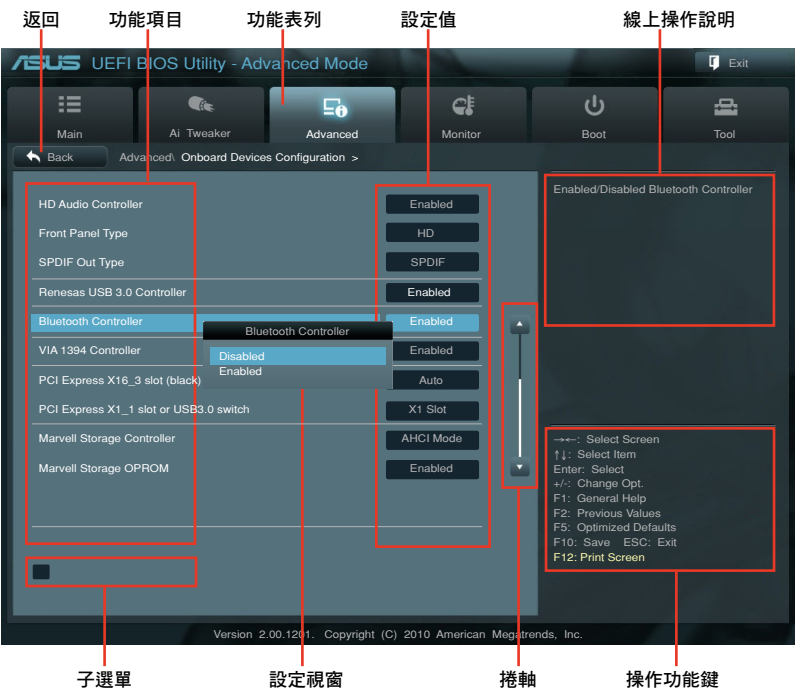 返回 功能項目 功能表列 設定值 線上操作說明
ASUS UEFI BIOS Utility - Advanced Mode Exit
Main Ai Tweaker Advanced Monitor Boot Tool
Back Advanced\ Onboard Devices Configuration >
Enabled/Disabled Bluetooth Controller
HD Audio Controller Enabled
Front Panel Type HD
SPDIF Out Type SPDIF
Renesas USB 3.0 Controller Enabled
Bluetooth Controller Enabled
Bluetooth Controller
Disabled
Enabled
VIA 1394 Controller Enabled
PCI Express X16_3 slot (black) Auto
PCI Express X1_1 slot or USB3.0 switch X1 Slot
Marvell Storage Controller AHCI Mode
Marvell Storage OPROM Enabled
→←: Select Screen
↑↓: Select Item
Enter: Select
+/-: Change Opt.
F1: General Help
F2: Previous Values
F5: Optimized Defaults
F10: Save ESC: Exit
F12: Print Screen
Version 2.00.1201. Copyright (C) 2010 American Megatrends, Inc.
子選單 設定視窗 捲軸 操作功能鍵